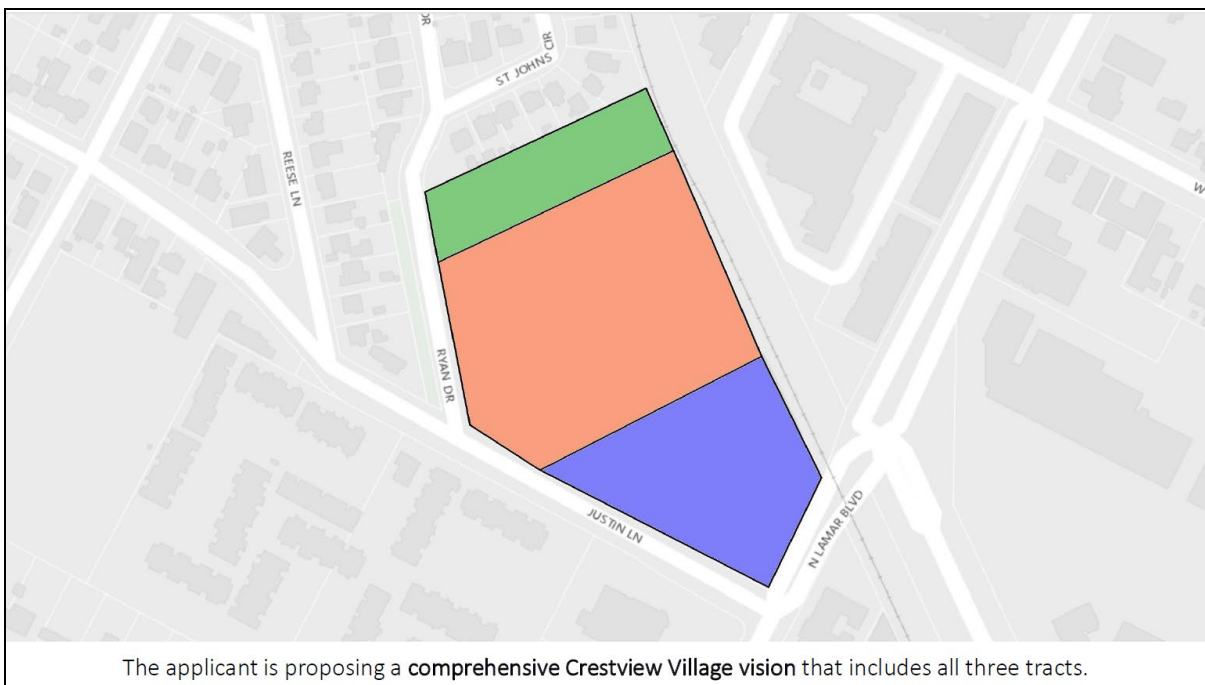 DR
ST JOHNS CIR
REESE LN
W
RYAN DR
JUSTIN LN
N LAMAR BLVD
The applicant is proposing a comprehensive Crestview Village vision that includes all three tracts.